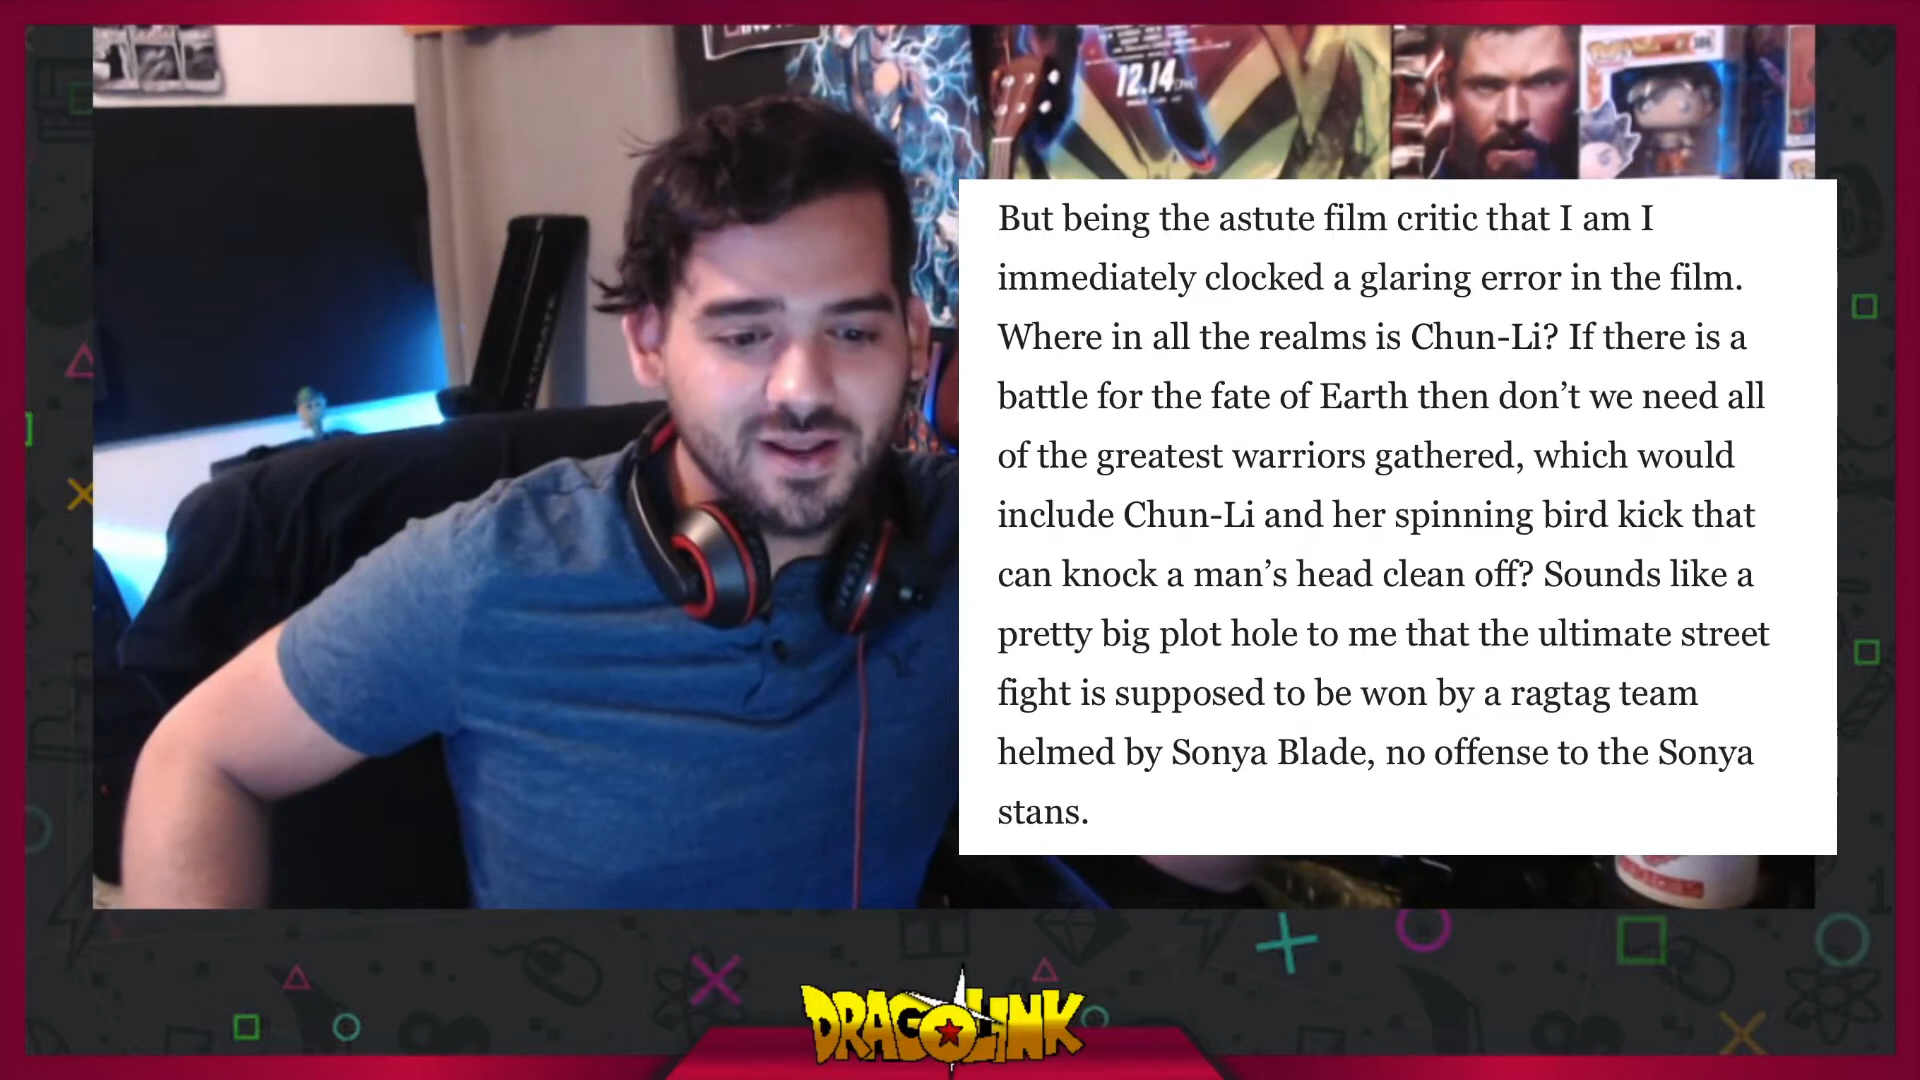 12.14
But being the astute film critic that I am I
immediately clocked a glaring error in the film.
Where in all the realms is Chun-Li? If there is a
battle for the fate of Earth then don’t we need all
of the greatest warriors gathered, which would
include Chun-Li and her spinning bird kick that
can knock a man’s head clean off? Sounds like a
pretty big plot hole to me that the ultimate street
fight is supposed to be won by a ragtag team
helmed by Sonya Blade, no offense to the Sonya
stans.
DRAGOLINK